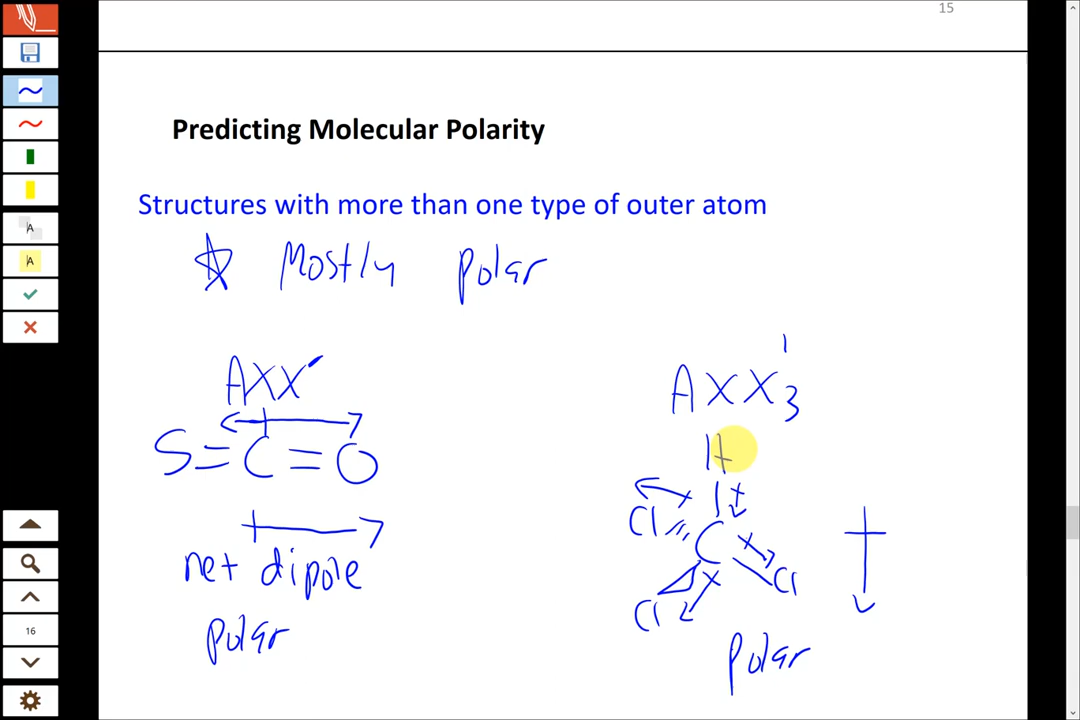 15
Predicting Molecular Polarity
Structures with more than one type of outer atom
☆ Mostly polar
AXX'
S=C=O
net dipole
polar
AXX'3
H
Cl C Cl
Cl
polar
A
A
16